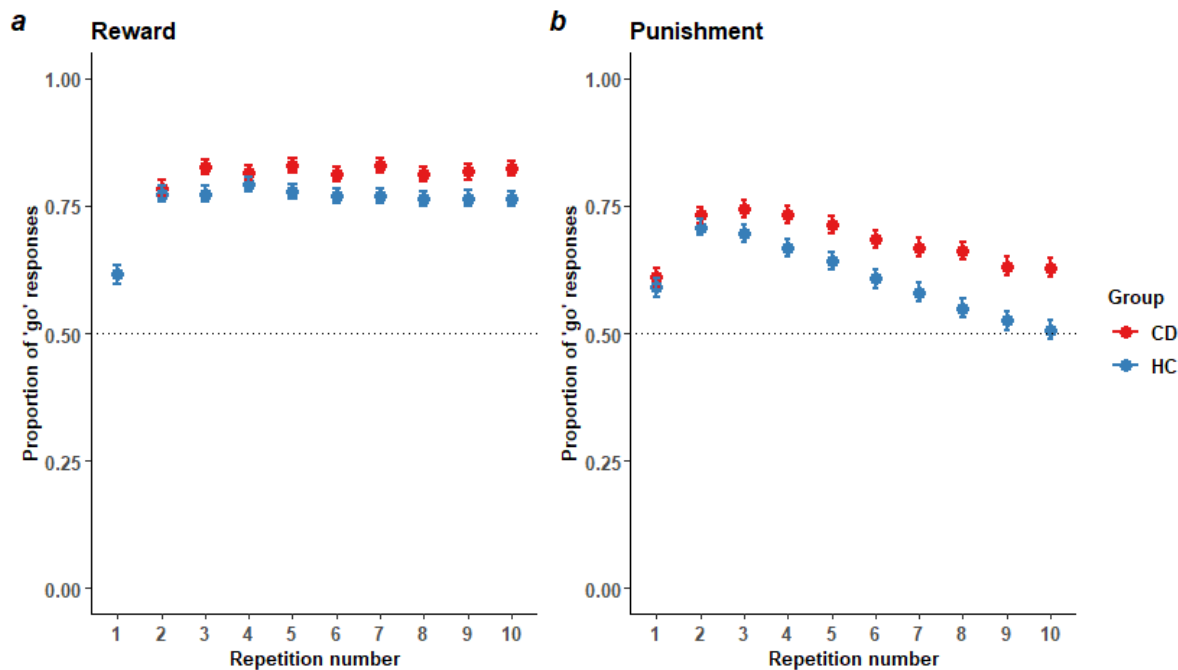 a
Reward
Proportion of 'go' responses
1.00
0.75
0.50
0.25
0.00
1 2 3 4 5 6 7 8 9 10
Repetition number
b
Punishment
Proportion of 'go' responses
1.00
0.75
0.50
0.25
0.00
1 2 3 4 5 6 7 8 9 10
Repetition number
Group
CD
HC